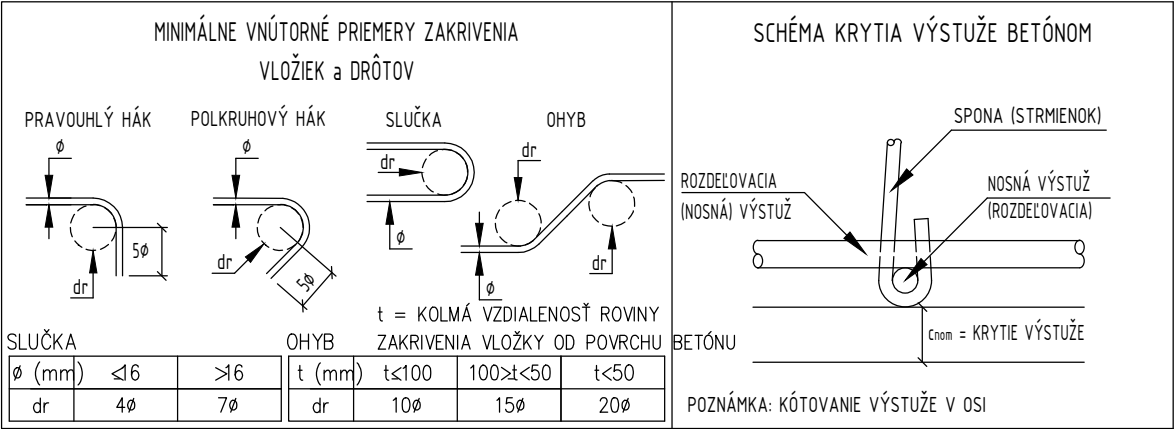 MINIMÁLNE VNÚTORNÉ PRIEMERY ZAKRIVENIA
VLOŽIEK a DRÔTOV
PRAVOUHLÝ HÁK
ϕ
5ϕ
dr
POLKRUHOVÝ HÁK
ϕ
dr
5ϕ
SLUČKA
dr
ϕ
OHYB
dr
dr
ϕ
t = KOLMÁ VZDIALENOSŤ ROVINY
ZAKRIVENIA VLOŽKY OD POVRCHU BETÓNU
SLUČKA
ϕ (mm) ≤16 >16
dr 4ϕ 7ϕ
OHYB
t (mm) t≤100 100>t<50 t<50
dr 10ϕ 15ϕ 20ϕ
SCHÉMA KRYTIA VÝSTUŽE BETÓNOM
SPONA (STRMIENOK)
ROZDEĽOVACIA
(NOSNÁ) VÝSTUŽ
NOSNÁ VÝSTUŽ
(ROZDEĽOVACIA)
Cnom = KRYTIE VÝSTUŽE
POZNÁMKA: KÓTOVANIE VÝSTUŽE V OSI